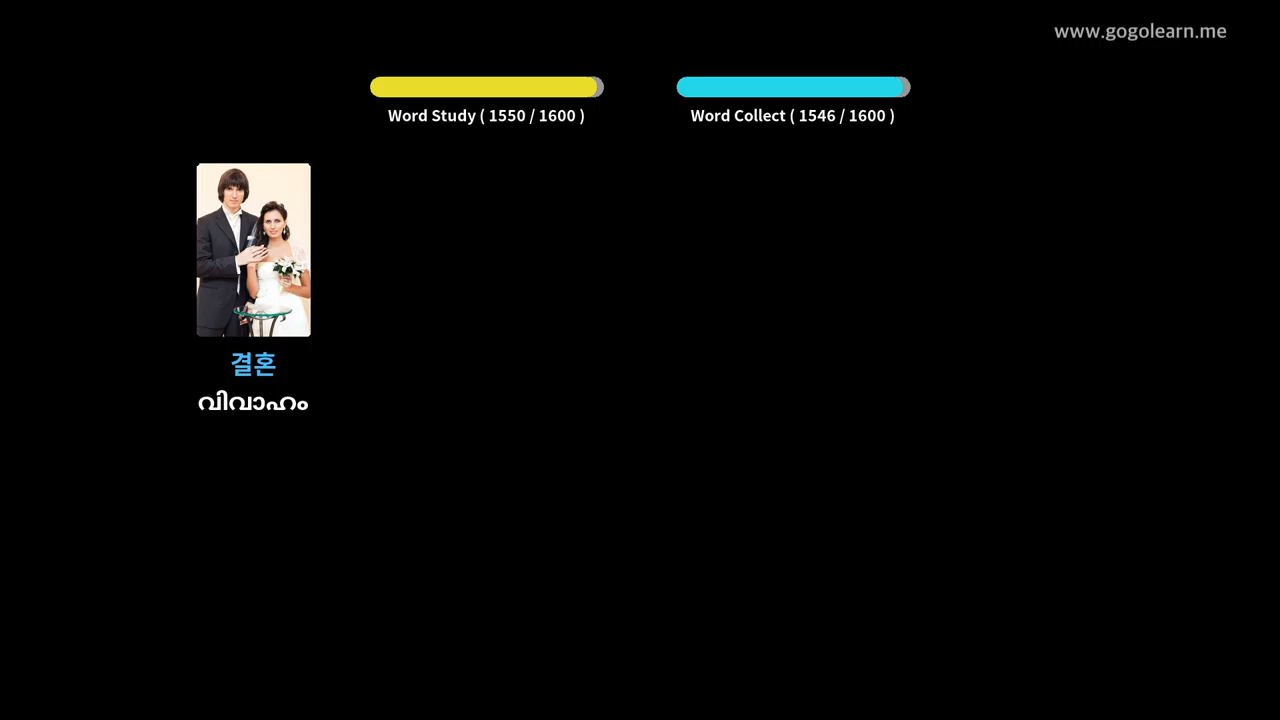 www.gogolearn.me
Word Study ( 1550 / 1600 )
Word Collect ( 1546 / 1600 )
결혼
വിവാഹം